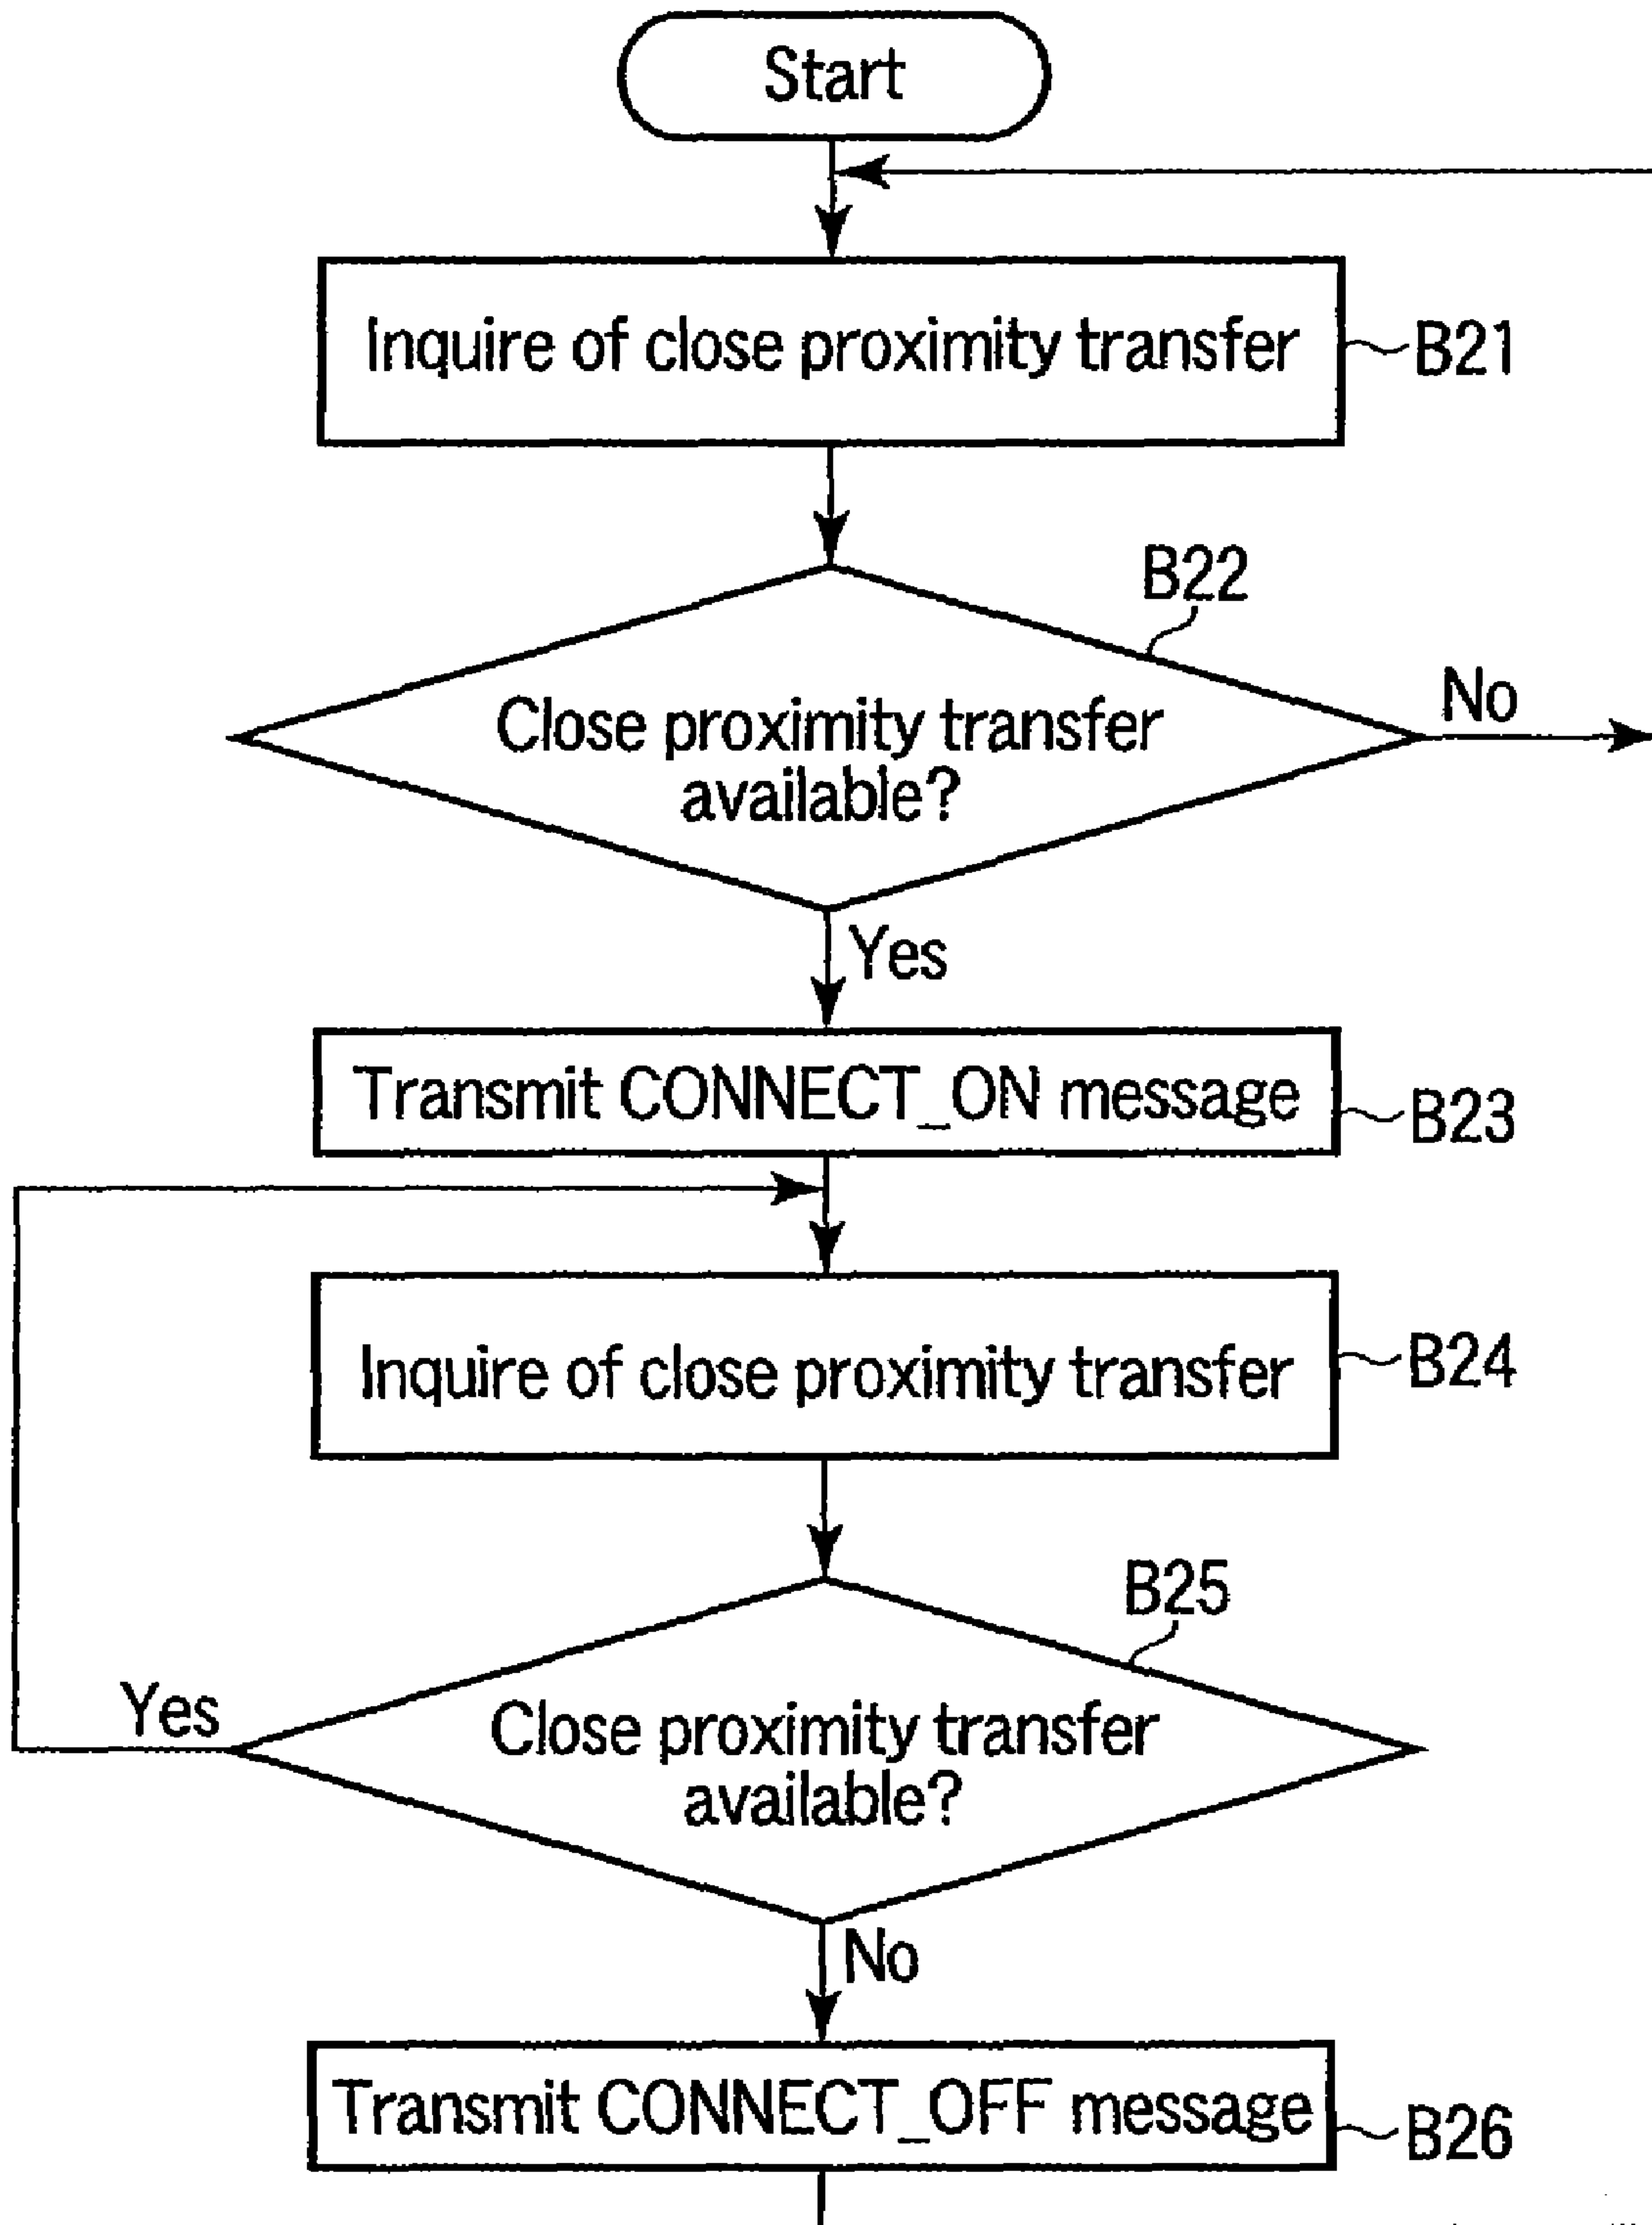 Start
Inquire of close proximity transfer
B21
B22
Close proximity transfer
available?
No
Yes
Transmit CONNECT_ON message
B23
Inquire of close proximity transfer
B24
B25
Yes
Close proximity transfer
available?
No
Transmit CONNECT_OFF message
B26